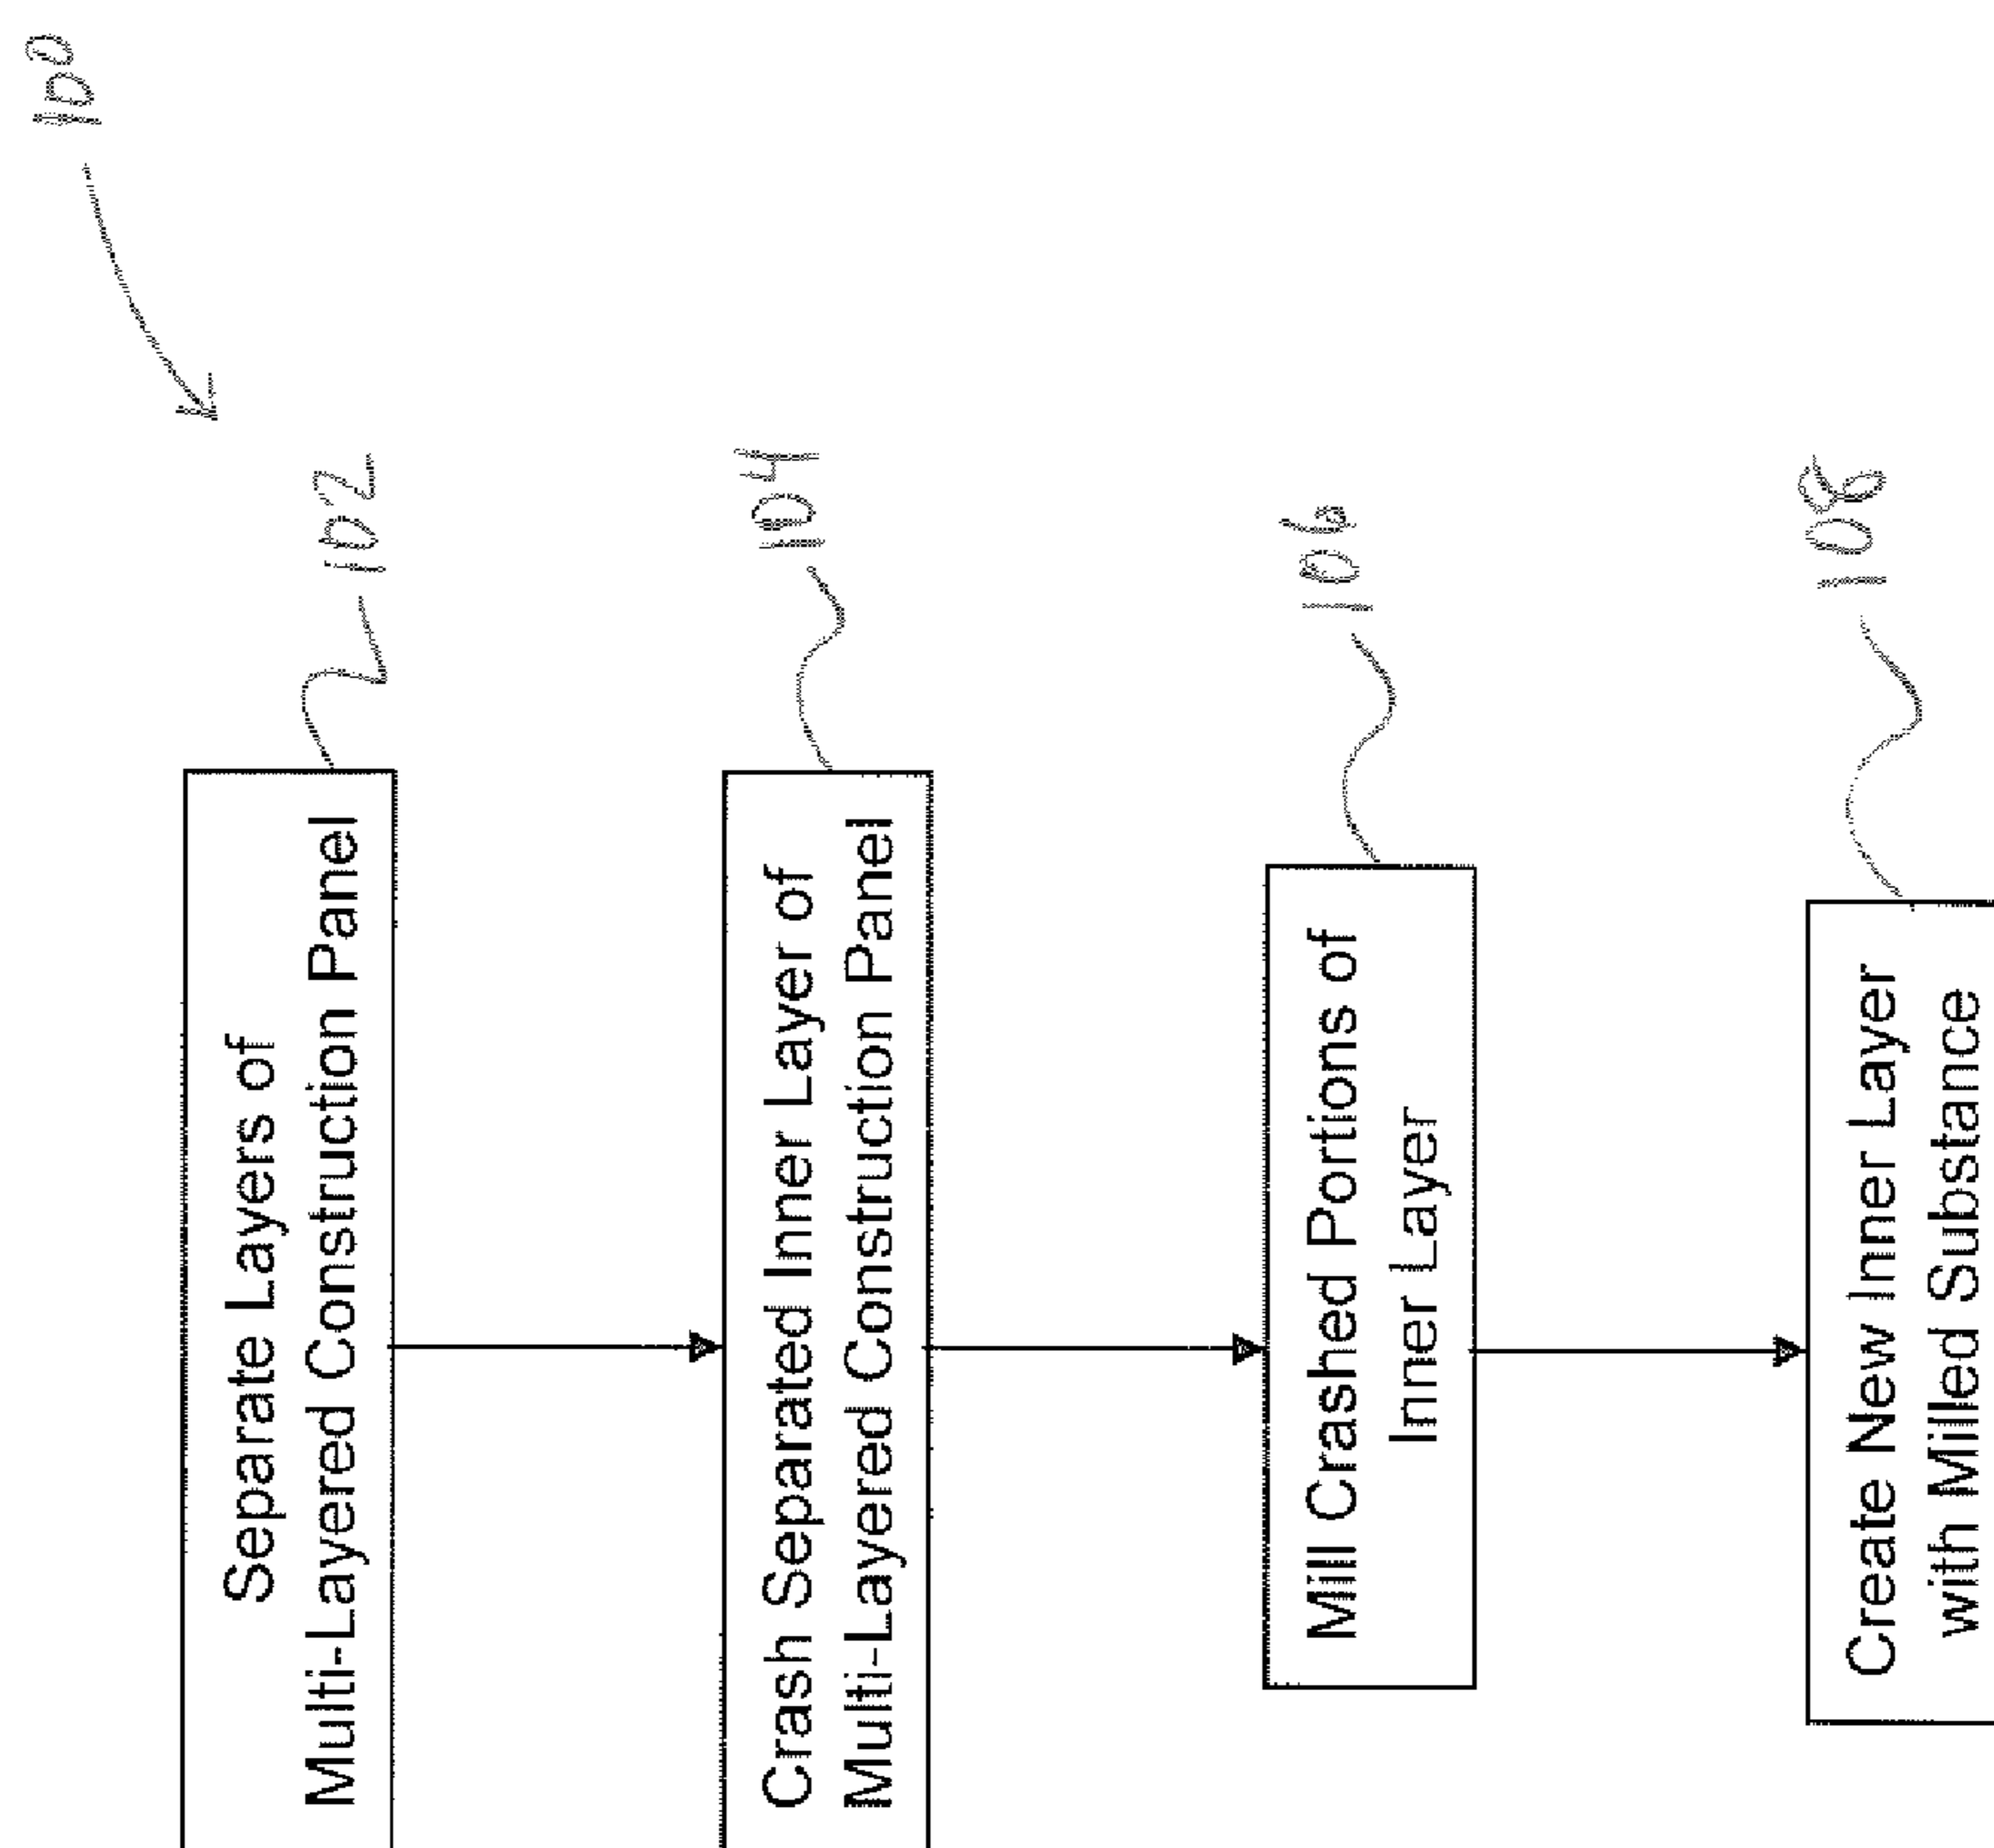 100
Separate Layers of
Multi-Layered Construction Panel
102
Crash Separated Inner Layer of
Multi-Layered Construction Panel
104
Mill Crashed Portions of
Inner Layer
106
Create New Inner Layer
with Milled Substance
108